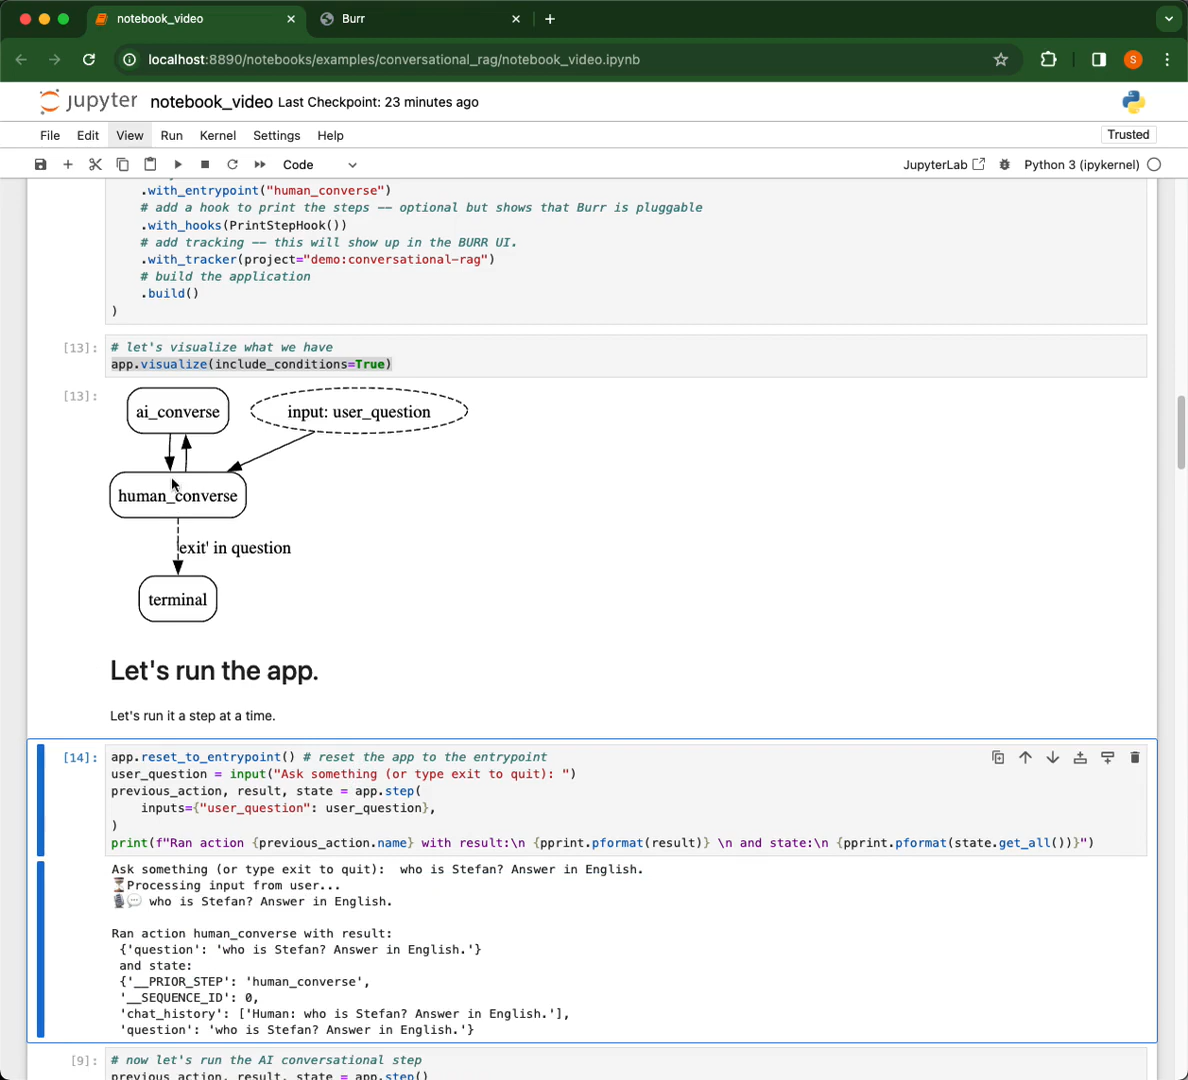 notebook_video
Burr
localhost:8890/notebooks/examples/conversational_rag/notebook_video.ipynb
S
jupyter notebook_video Last Checkpoint: 23 minutes ago
File Edit View Run Kernel Settings Help
Trusted
Code
JupyterLab
Python 3 (ipykernel)
.with_entrypoint("human_converse")
# add a hook to print the steps -- optional but shows that Burr is pluggable
.with_hooks(PrintStepHook())
# add tracking -- this will show up in the BURR UI.
.with_tracker(project="demo:conversational-rag")
# build the application
.build()
)
[13]: # let's visualize what we have
app.visualize(include_conditions=True)
[13]:
ai_converse
input: user_question
human_converse
exit' in question
terminal
Let's run the app.
Let's run it a step at a time.
[14]: app.reset_to_entrypoint() # reset the app to the entrypoint
user_question = input("Ask something (or type exit to quit): ")
previous_action, result, state = app.step(
inputs={"user_question": user_question},
)
print(f"Ran action {previous_action.name} with result:\n {pprint.pformat(result)} \n and state:\n {pprint.pformat(state.get_all())}")
Ask something (or type exit to quit):  who is Stefan? Answer in English.
⏳Processing input from user...
🎙💬 who is Stefan? Answer in English.
Ran action human_converse with result:
{'question': 'who is Stefan? Answer in English.'}
and state:
{'__PRIOR_STEP': 'human_converse',
'__SEQUENCE_ID': 0,
'chat_history': ['Human: who is Stefan? Answer in English.'],
'question': 'who is Stefan? Answer in English.'}
[9]: # now let's run the AI conversational step
previous_action, result, state = app.step()